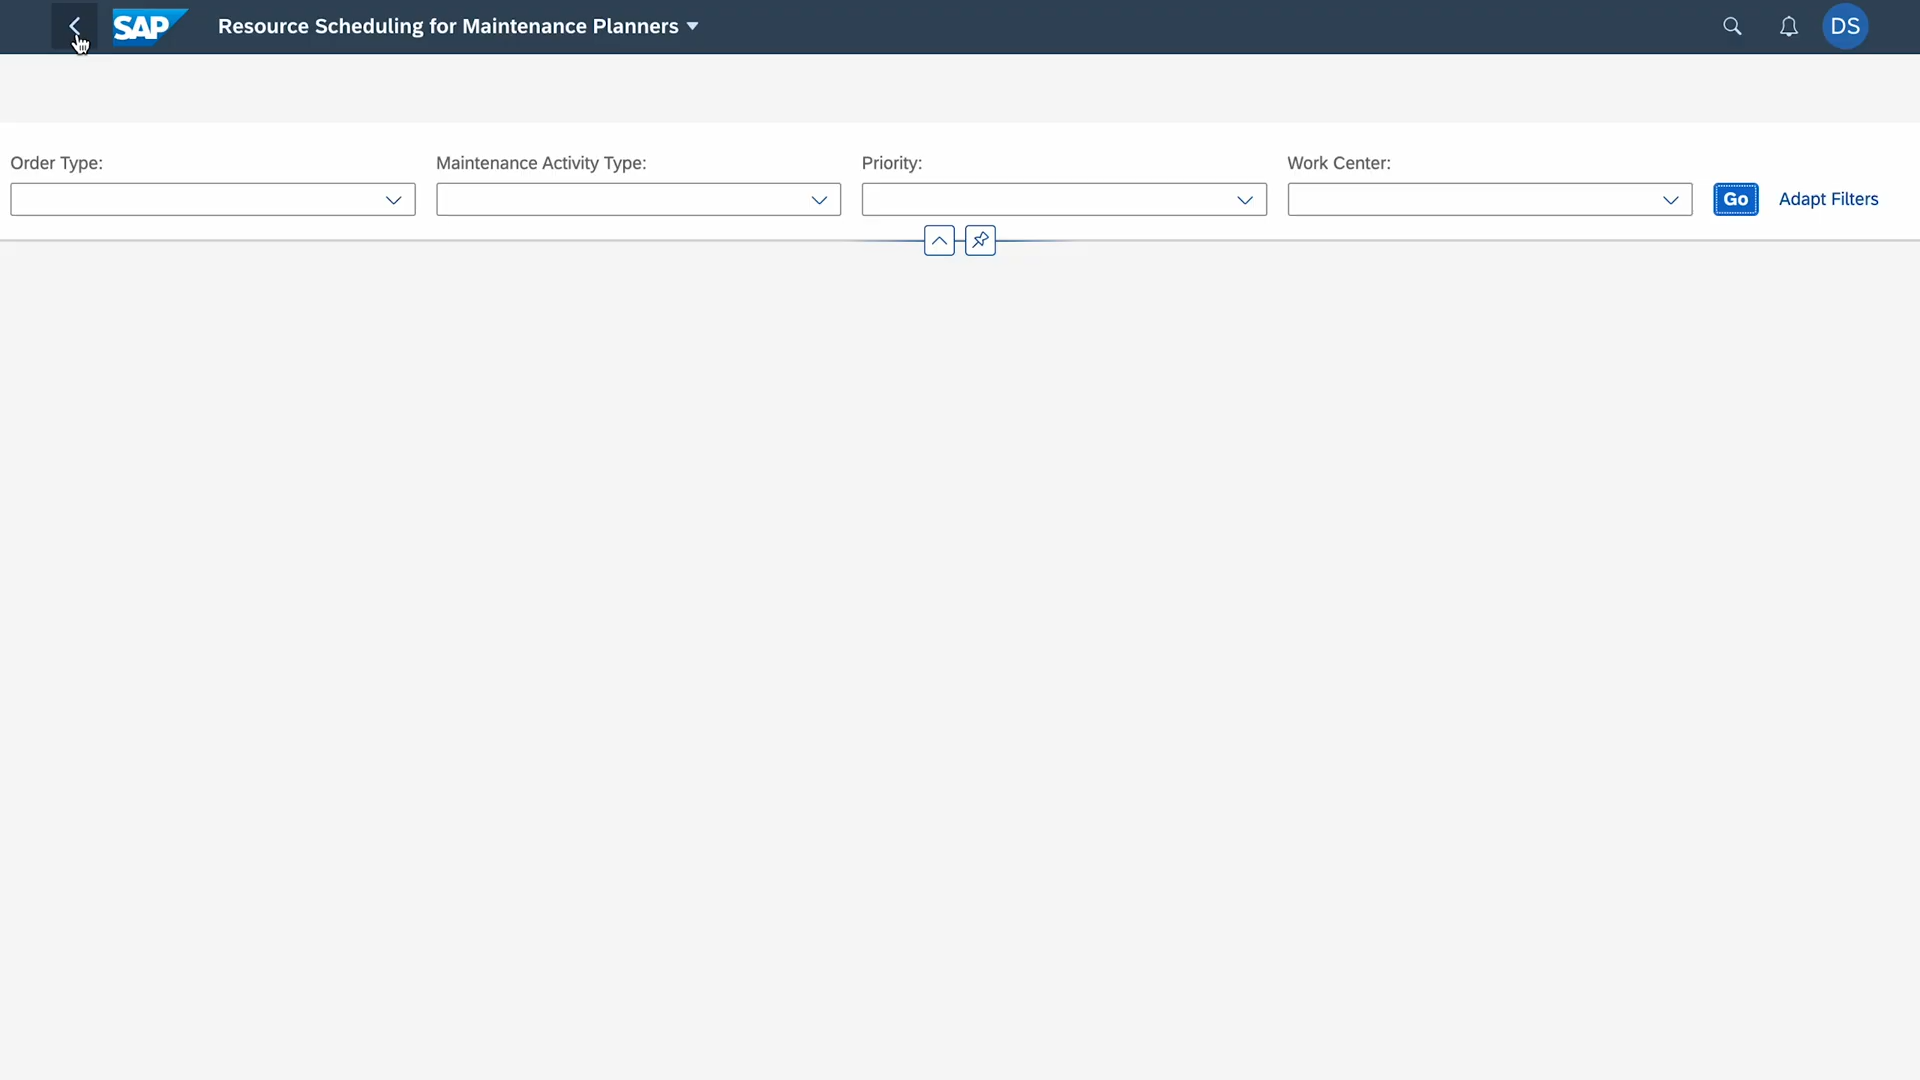 SAP Resource Scheduling for Maintenance Planners DS
Order Type: Maintenance Activity Type: Priority: Work Center:
Go Adapt Filters